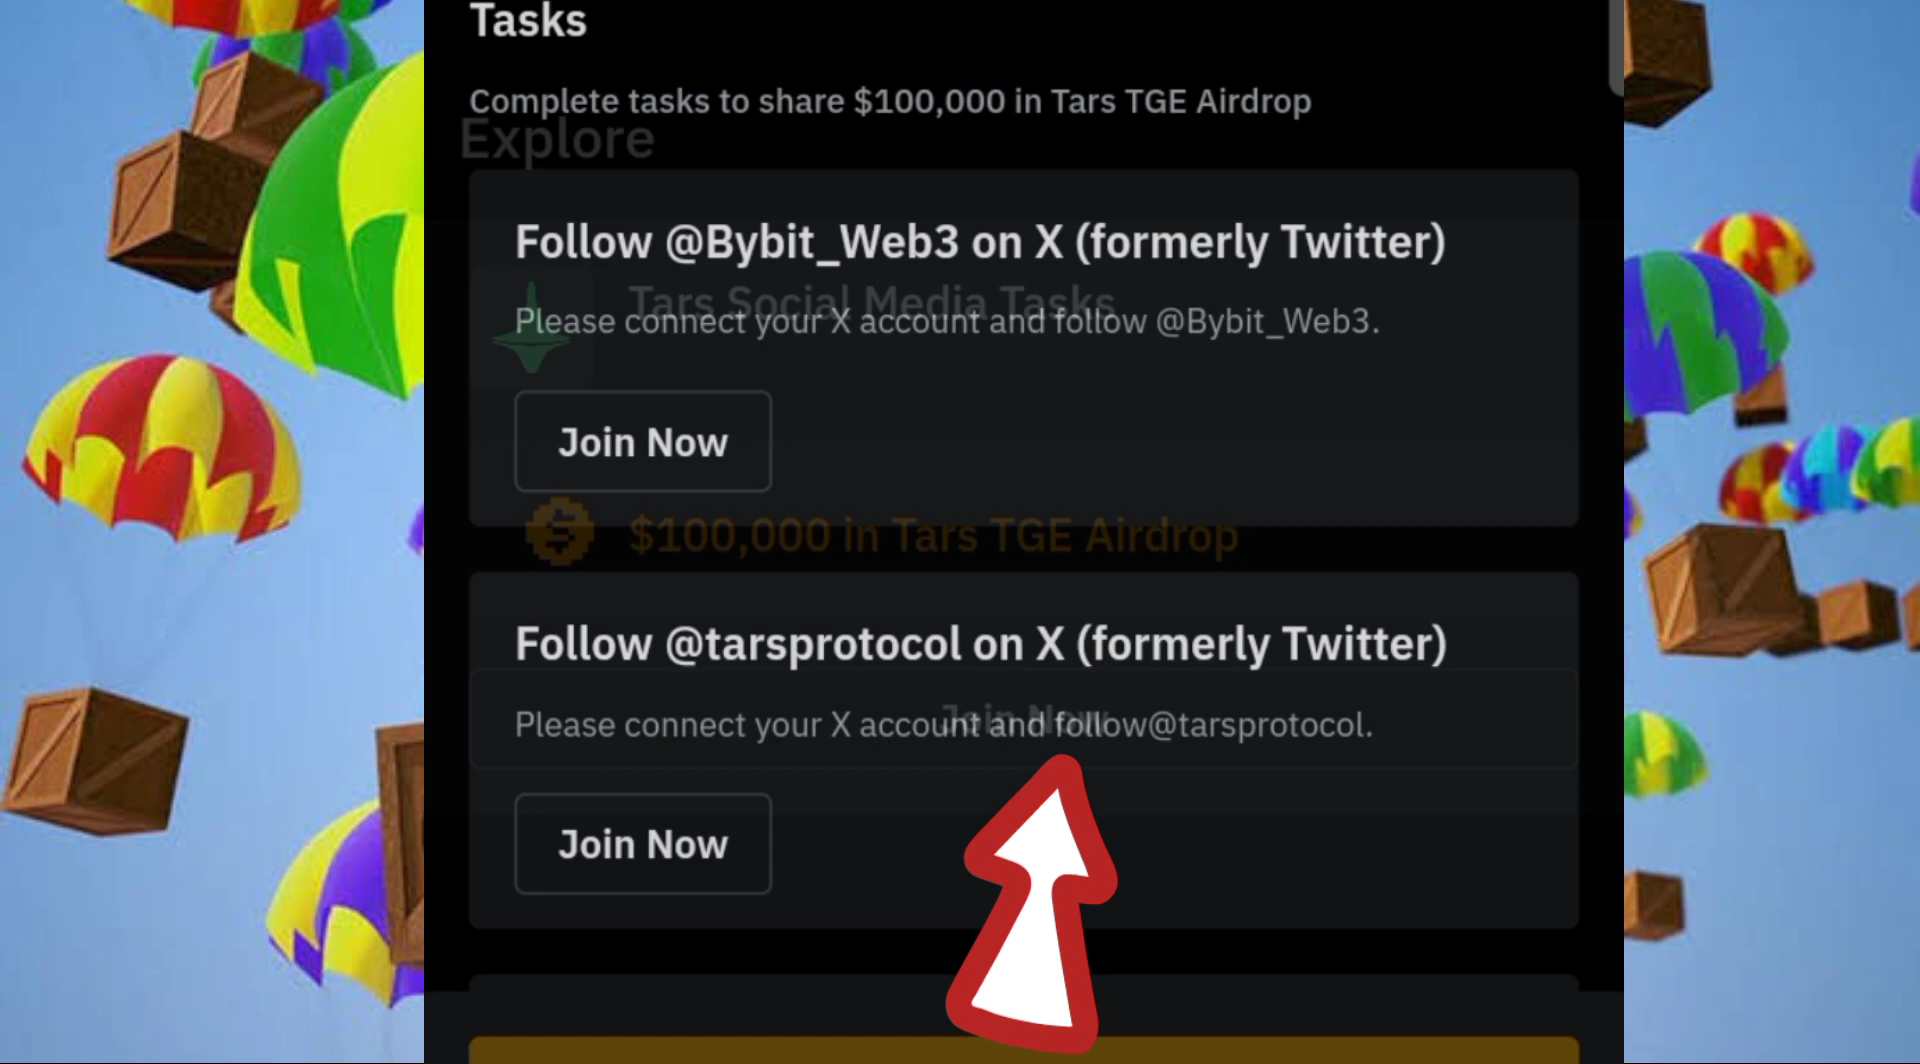 Tasks
Complete tasks to share $100,000 in Tars TGE Airdrop
Explore
Follow @Bybit_Web3 on X (formerly Twitter)
Tars Social Media Tasks
Please connect your X account and follow @Bybit_Web3.
Join Now
$100,000 in Tars TGE Airdrop
Follow @tarsprotocol on X (formerly Twitter)
Join Now
Please connect your X account and follow@tarsprotocol.
Join Now